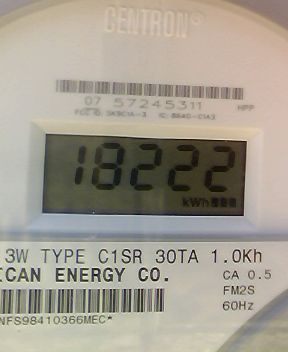 CENTRON®
07 57245311 HPP
18222
kWh
3W TYPE C1SR 30TA 1.0Kh
ICAN ENERGY CO. CA 0.5
FM2S
60Hz
NFS98410366MEC*